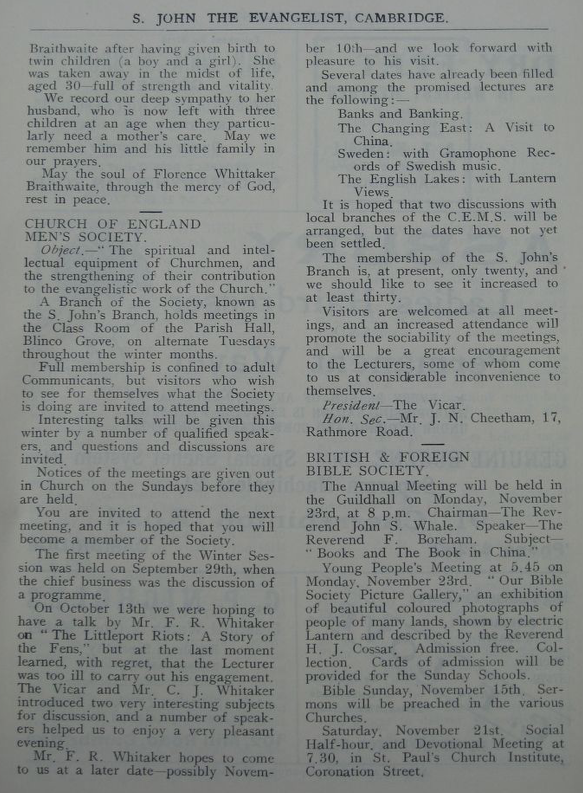 S. JOHN THE EVANGELIST, CAMBRIDGE.
Braithwaite after having given birth to
twin children (a boy and a girl). She
was taken away in the midst of life,
aged 30—full of strength and vitality.
We record our deep sympathy to her
husband, who is now left with three
children at an age when they particu-
larly need a mother's care. May we
remember him and his little family in
our prayers.
May the soul of Florence Whittaker
Braithwaite, through the mercy of God,
rest in peace.
CHURCH OF ENGLAND
MEN'S SOCIETY.
Object.—" The spiritual and intel-
lectual equipment of Churchmen, and
the strengthening of their contribution
to the evangelistic work of the Church."
A Branch of the Society, known as
the S. John's Branch, holds meetings in
the Class Room of the Parish Hall,
Blinco Grove, on alternate Tuesdays
throughout the winter months.
Full membership is confined to adult
Communicants, but visitors who wish
to see for themselves what the Society
is doing are invited to attend meetings.
Interesting talks will be given this
winter by a number of qualified speak-
ers, and questions and discussions are
invited.
Notices of the meetings are given out
in Church on the Sundays before they
are held.
You are invited to attend the next
meeting, and it is hoped that you will
become a member of the Society.
The first meeting of the Winter Ses-
sion was held on September 29th, when
the chief business was the discussion of
a programme.
On October 13th we were hoping to
have a talk by Mr. F. R. Whitaker
on " The Littleport Riots: A Story of
the Fens," but at the last moment
learned, with regret, that the Lecturer
was too ill to carry out his engagement.
The Vicar and Mr. C. J. Whitaker
introduced two very interesting subjects
for discussion, and a number of speak-
ers helped us to enjoy a very pleasant
evening.
Mr. F. R. Whitaker hopes to come
to us at a later date—possibly Novem-
ber 10th—and we look forward with
pleasure to his visit.
Several dates have already been filled
and among the promised lectures are
the following:—
Banks and Banking.
The Changing East: A Visit to
China.
Sweden: with Gramophone Rec-
ords of Swedish music.
The English Lakes: with Lantern
Views.
It is hoped that two discussions with
local branches of the C.E.M.S. will be
arranged, but the dates have not yet
been settled.
The membership of the S. John's
Branch is, at present, only twenty, and
we should like to see it increased to
at least thirty.
Visitors are welcomed at all meet-
ings, and an increased attendance will
promote the sociability of the meetings,
and will be a great encouragement
to the Lecturers, some of whom come
to us at considerable inconvenience to
themselves.
President—The Vicar.
Hon. Sec.—Mr. J. N. Cheetham, 17,
Rathmore Road.
BRITISH & FOREIGN
BIBLE SOCIETY.
The Annual Meeting will be held in
the Guildhall on Monday, November
23rd, at 8 p.m. Chairman—The Rev-
erend John S. Whale. Speaker—The
Reverend F. Boreham. Subject—
" Books and The Book in China."
Young People's Meeting at 5.45 on
Monday, November 23rd. " Our Bible
Society Picture Gallery," an exhibition
of beautiful coloured photographs of
people of many lands, shown by electric
Lantern and described by the Reverend
H. J. Cossar. Admission free. Col-
lection. Cards of admission will be
provided for the Sunday Schools.
Bible Sunday, November 15th. Ser-
mons will be preached in the various
Churches.
Saturday, November 21st. Social
Half-hour, and Devotional Meeting at
7.30, in St. Paul's Church Institute,
Coronation Street.